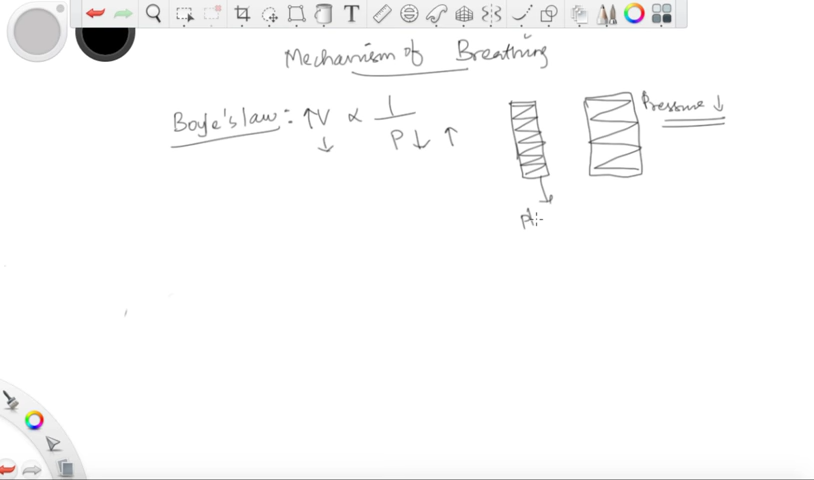 Mechanism of Breathing
Boyle's law : ↑V ∝ 1
P ↓ ↑
↓
Pressure ↓
P↑
T